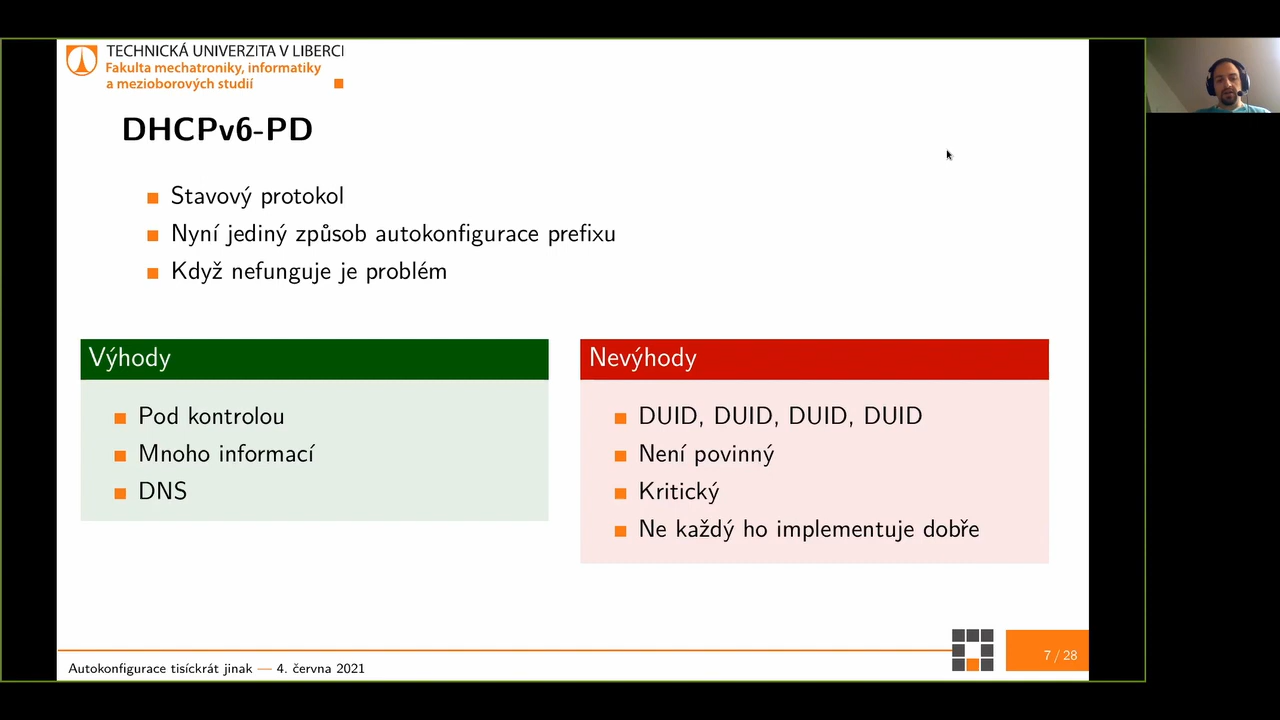 TECHNICKÁ UNIVERZITA V LIBERCI
Fakulta mechatroniky, informatiky
a mezioborových studií
DHCPv6-PD
Stavový protokol
Nyní jediný způsob autokonfigurace prefixu
Když nefunguje je problém
Výhody
Pod kontrolou
Mnoho informací
DNS
Nevýhody
DUID, DUID, DUID, DUID
Není povinný
Kritický
Ne každý ho implementuje dobře
Autokonfigurace tisíckrát jinak — 4. června 2021
7 / 28